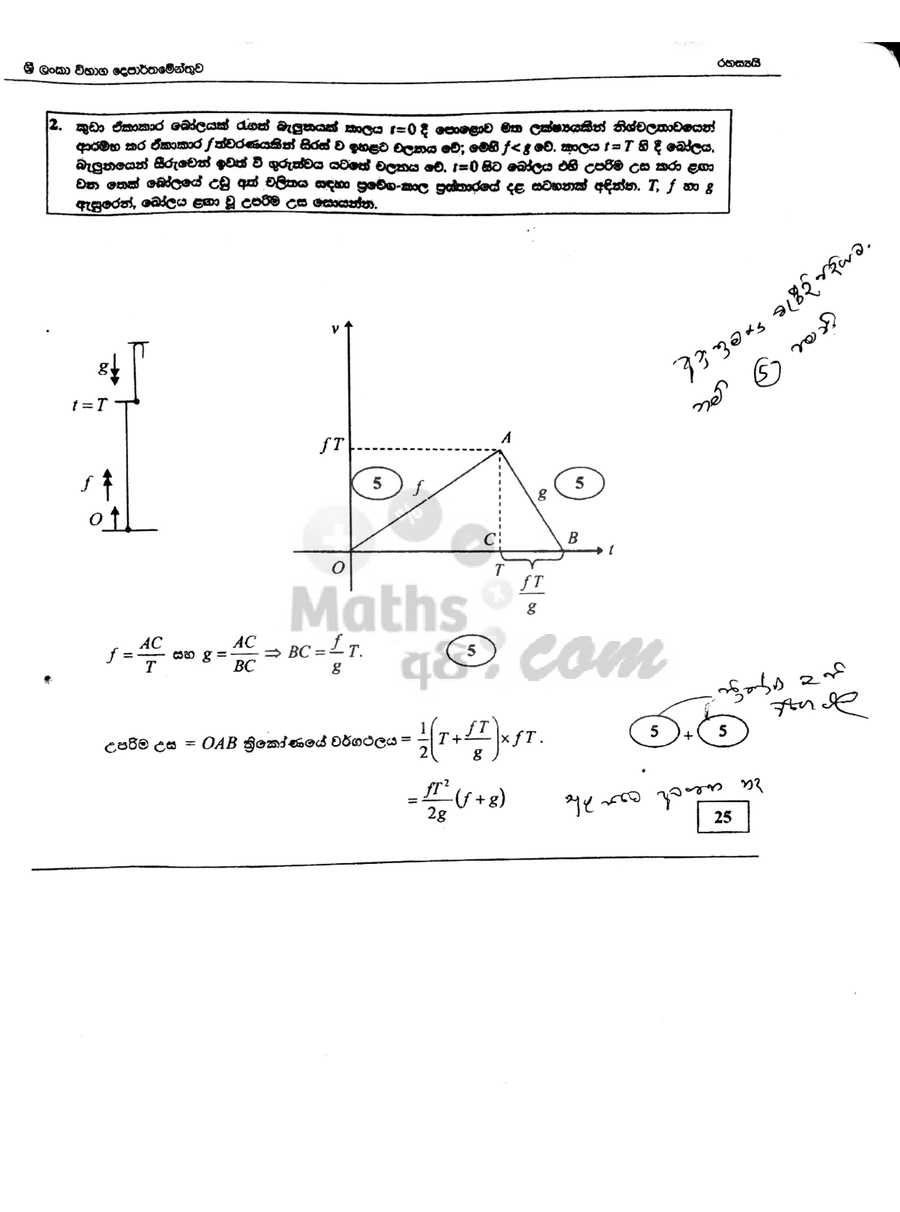 ශ්‍රී ලංකා විභාග දෙපාර්තමේන්තුව
රහස්‍යයි
2. කුඩා ඒකාකාර බෝලයක් රැගත් බැලුනයක් කාලය t=0 දී පොළොව මත ලක්ෂ්‍යයකින් නිශ්චලතාවයෙන්
ආරම්භ කර ඒකාකාර f ත්වරණයකින් සිරස් ව ඉහළට චලනය වේ; මෙහි f< g වේ. කාලය t = T හි දී බෝලය,
බැලුනයෙන් සීරුවෙන් ඉවත් වී ගුරුත්වය යටතේ චලනය වේ. t=0 සිට බෝලය එහි උපරිම උස කරා ළඟා
වන තෙක් බෝලයේ උඩු අත් චලිතය සඳහා ප්‍රවේග-කාල ප්‍රස්තාරයේ දළ සටහනක් අඳින්න. T, f හා g
ඇසුරෙන්, බෝලය ළඟා වූ උපරිම උස සොයන්න.
v
g
t = T
f
O
fT
A
5
f
g
5
C
B
t
O
T
fT/g
Maths
අපි.com
f = AC/T සහ g = AC/BC ⇒ BC = f/g T.
5
උපරිම උස = OAB ත්‍රිකෝණයේ වර්ගඵලය = 1/2 (T + fT/g) × fT .
5 + 5
= fT²/2g (f + g)
25